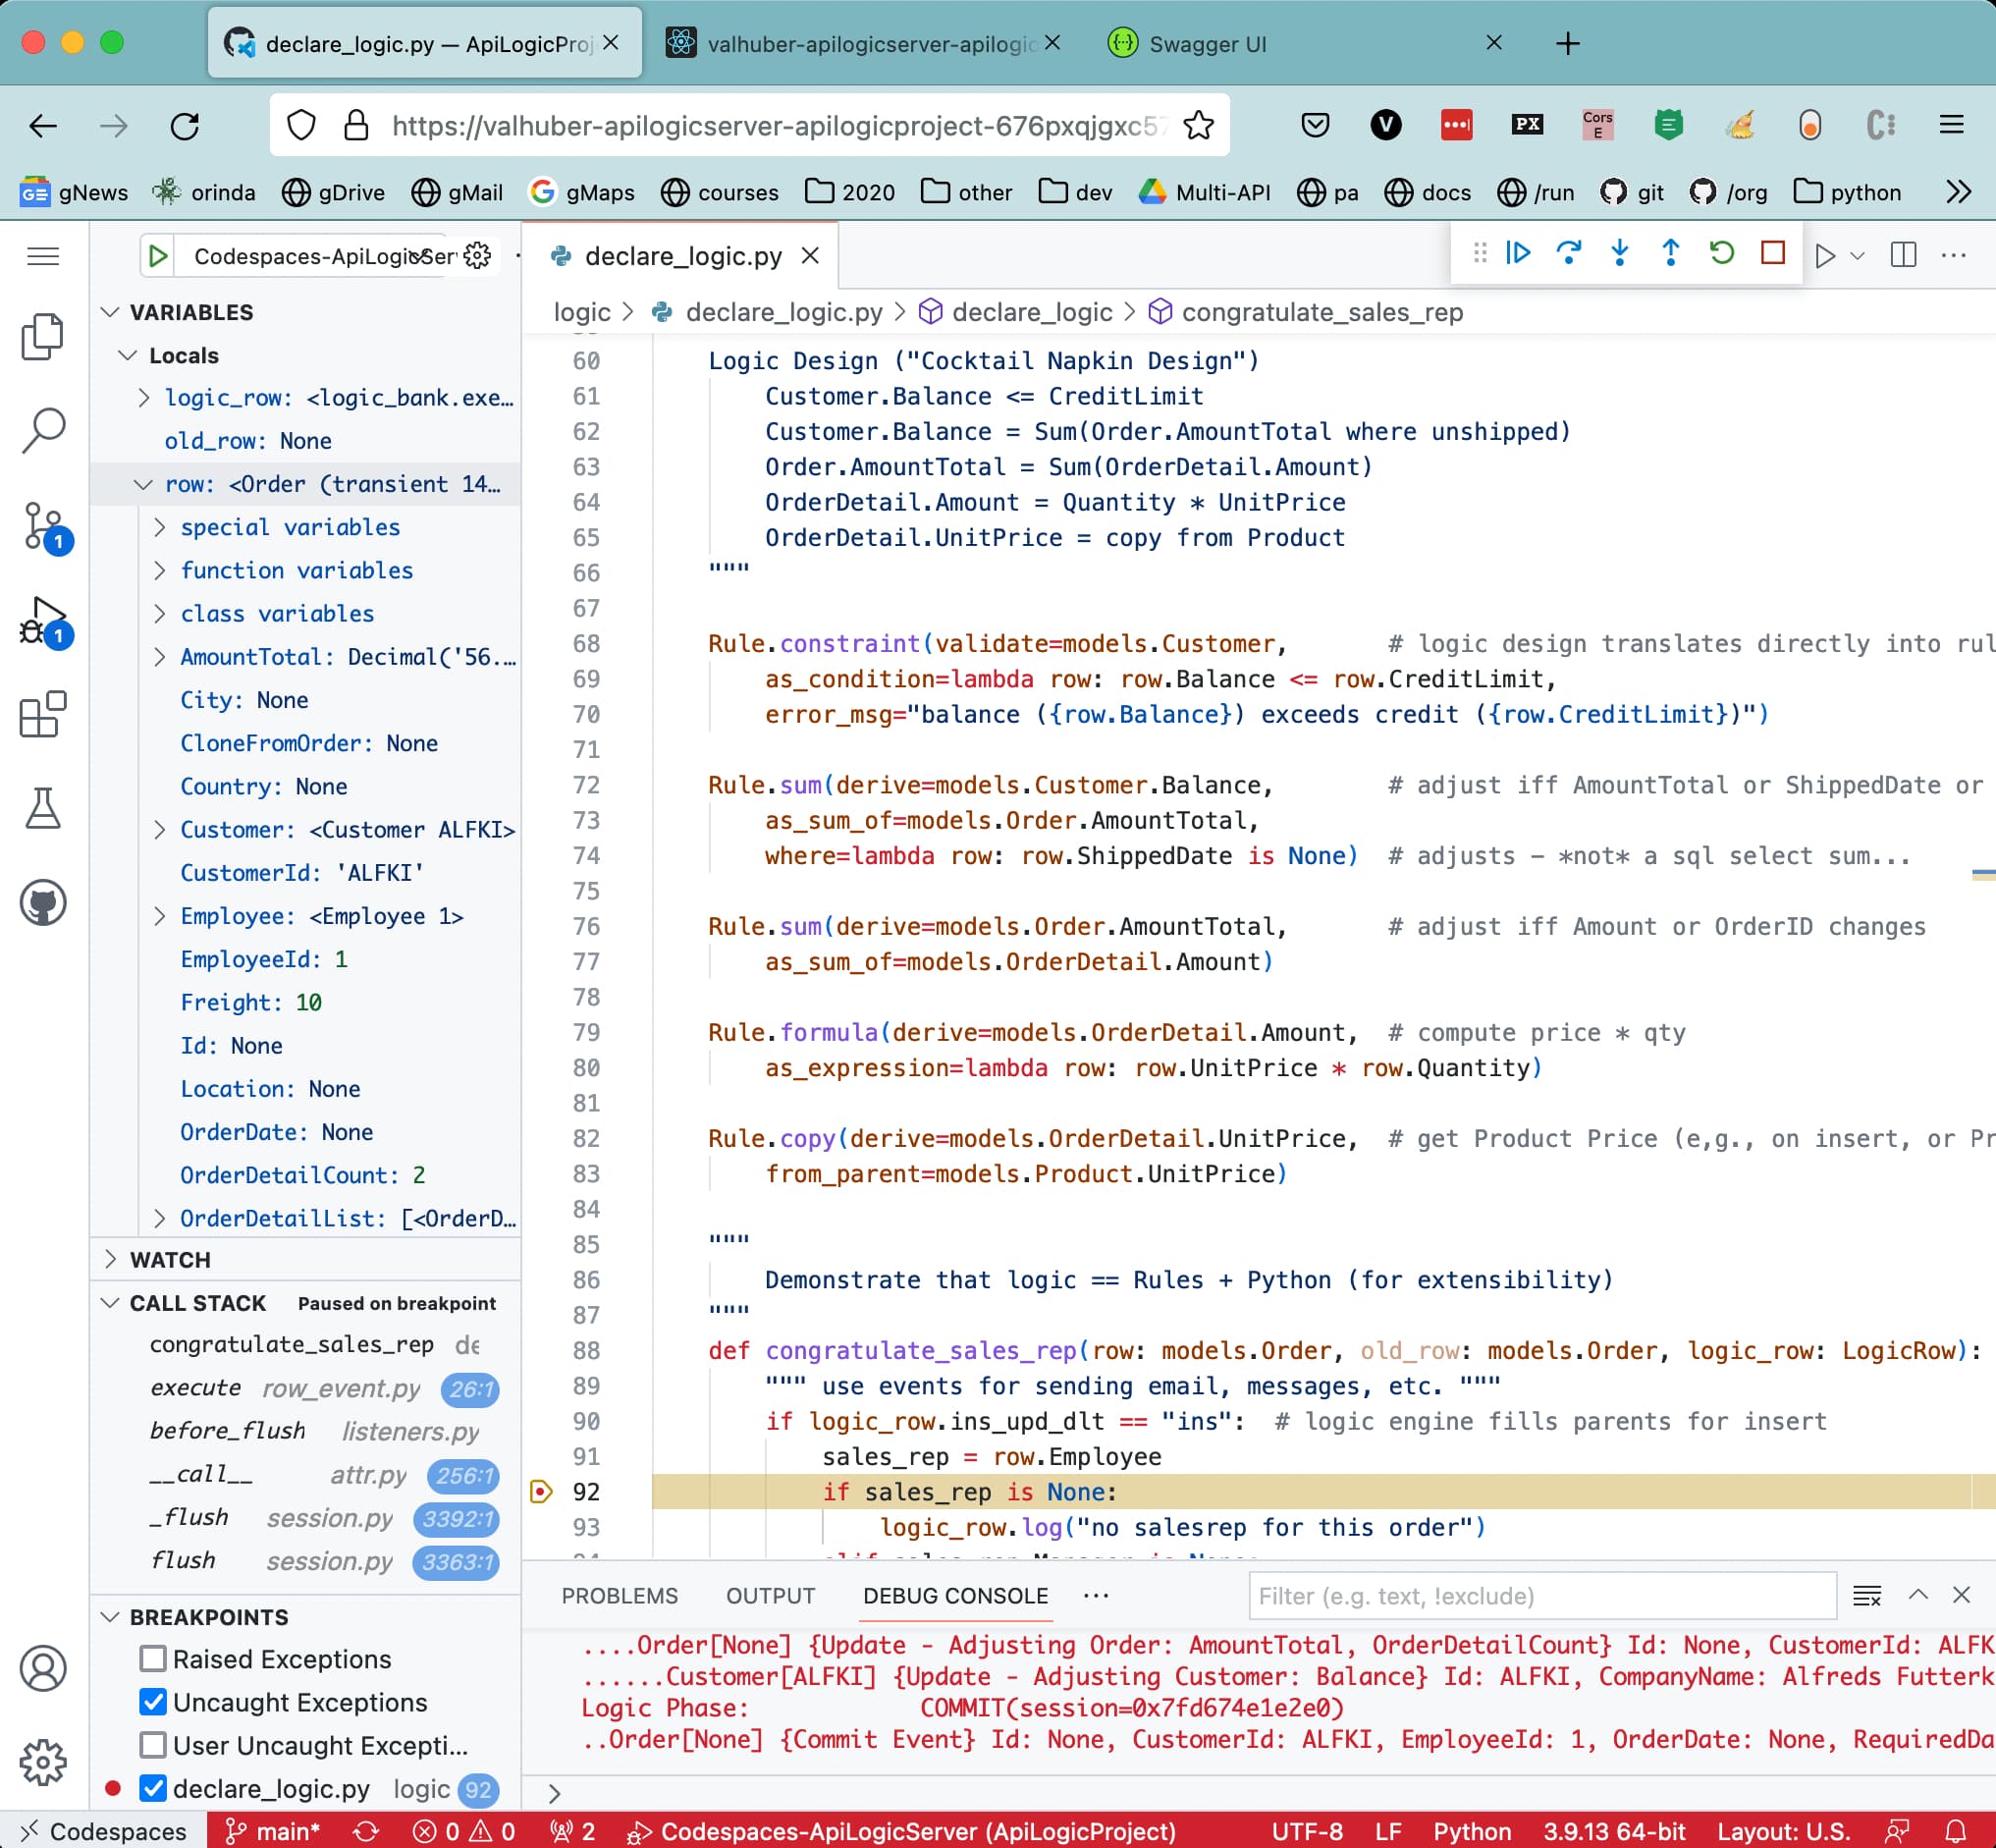 declare_logic.py — ApiLogicProj
valhuber-apilogicserver-apilogic
Swagger UI
https://valhuber-apilogicserver-apilogicproject-676pxqjgxc57
V
PX
Cors
E
GE gNews
orinda
gDrive
gMail
gMaps
courses
2020
other
dev
Multi-API
pa
docs
/run
git
/org
python
Codespaces-ApiLogicServ
declare_logic.py
logic > declare_logic.py > declare_logic > congratulate_sales_rep
VARIABLES
Locals
logic_row: <logic_bank.exe…
old_row: None
row: <Order (transient 14…
special variables
function variables
class variables
AmountTotal: Decimal('56.…
City: None
CloneFromOrder: None
Country: None
Customer: <Customer ALFKI>
CustomerId: 'ALFKI'
Employee: <Employee 1>
EmployeeId: 1
Freight: 10
Id: None
Location: None
OrderDate: None
OrderDetailCount: 2
OrderDetailList: [<OrderD…
WATCH
CALL STACK Paused on breakpoint
congratulate_sales_rep de
execute row_event.py 26:1
before_flush listeners.py
__call__ attr.py 256:1
_flush session.py 3392:1
flush session.py 3363:1
BREAKPOINTS
Raised Exceptions
Uncaught Exceptions
User Uncaught Excepti...
declare_logic.py logic 92
1
1
60 Logic Design ("Cocktail Napkin Design")
61 Customer.Balance <= CreditLimit
62 Customer.Balance = Sum(Order.AmountTotal where unshipped)
63 Order.AmountTotal = Sum(OrderDetail.Amount)
64 OrderDetail.Amount = Quantity * UnitPrice
65 OrderDetail.UnitPrice = copy from Product
66 """
67
68 Rule.constraint(validate=models.Customer, # logic design translates directly into rul
69 as_condition=lambda row: row.Balance <= row.CreditLimit,
70 error_msg="balance ({row.Balance}) exceeds credit ({row.CreditLimit})")
71
72 Rule.sum(derive=models.Customer.Balance, # adjust iff AmountTotal or ShippedDate or
73 as_sum_of=models.Order.AmountTotal,
74 where=lambda row: row.ShippedDate is None) # adjusts - *not* a sql select sum...
75
76 Rule.sum(derive=models.Order.AmountTotal, # adjust iff Amount or OrderID changes
77 as_sum_of=models.OrderDetail.Amount)
78
79 Rule.formula(derive=models.OrderDetail.Amount, # compute price * qty
80 as_expression=lambda row: row.UnitPrice * row.Quantity)
81
82 Rule.copy(derive=models.OrderDetail.UnitPrice, # get Product Price (e,g., on insert, or Pr
83 from_parent=models.Product.UnitPrice)
84
85 """
86 Demonstrate that logic == Rules + Python (for extensibility)
87 """
88 def congratulate_sales_rep(row: models.Order, old_row: models.Order, logic_row: LogicRow):
89 """ use events for sending email, messages, etc. """
90 if logic_row.ins_upd_dlt == "ins": # logic engine fills parents for insert
91 sales_rep = row.Employee
92 if sales_rep is None:
93 logic_row.log("no salesrep for this order")
PROBLEMS OUTPUT DEBUG CONSOLE ··· Filter (e.g. text, !exclude)
....Order[None] {Update - Adjusting Order: AmountTotal, OrderDetailCount} Id: None, CustomerId: ALFK
......Customer[ALFKI] {Update - Adjusting Customer: Balance} Id: ALFKI, CompanyName: Alfreds Futterk
Logic Phase: COMMIT(session=0x7fd674e1e2e0)
..Order[None] {Commit Event} Id: None, CustomerId: ALFKI, EmployeeId: 1, OrderDate: None, RequiredDa
>
Codespaces main* 0 0 2 Codespaces-ApiLogicServer (ApiLogicProject) UTF-8 LF Python 3.9.13 64-bit Layout: U.S.